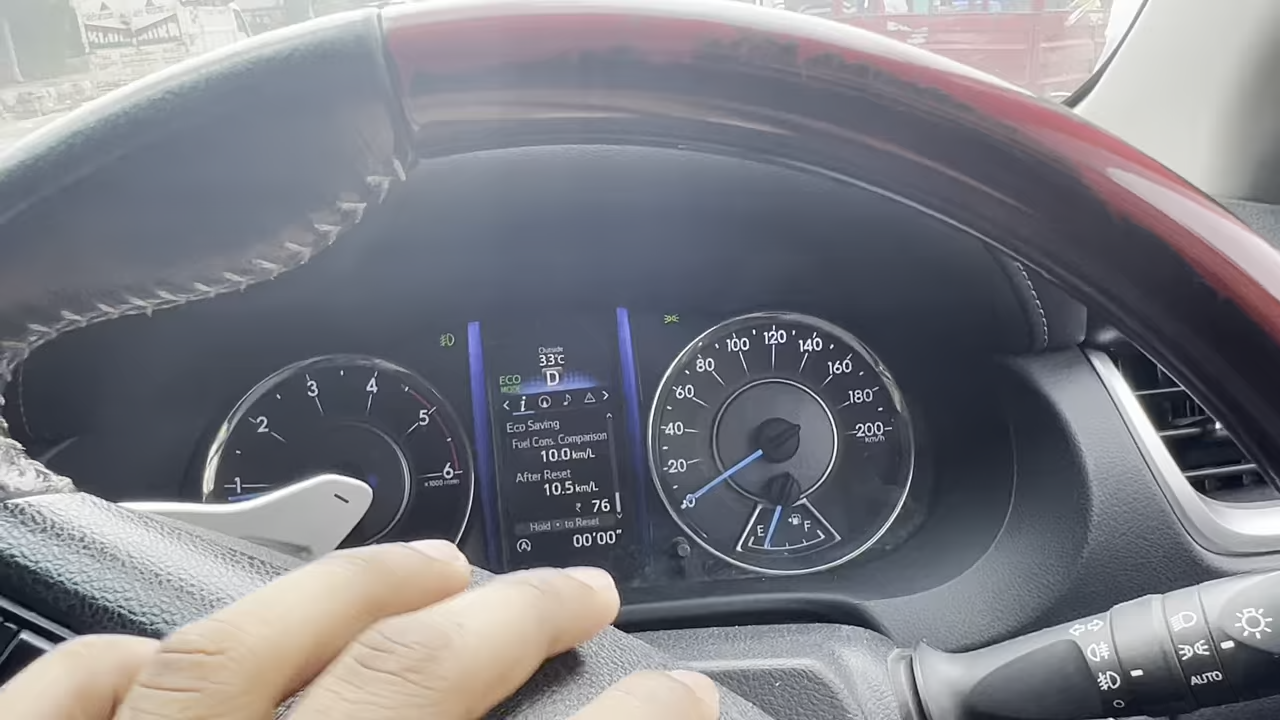 Outside
33°C
ECO
MODE
D
< i >
Eco Saving
Fuel Cons. Comparison
10.0 km/L
After Reset
10.5 km/L
₹ 76
Hold to Reset
A
00'00"
1
2
3
4
5
6
x1000 r/min
0
20
40
60
80
100
120
140
160
180
200
km/h
E
F
AUTO
O